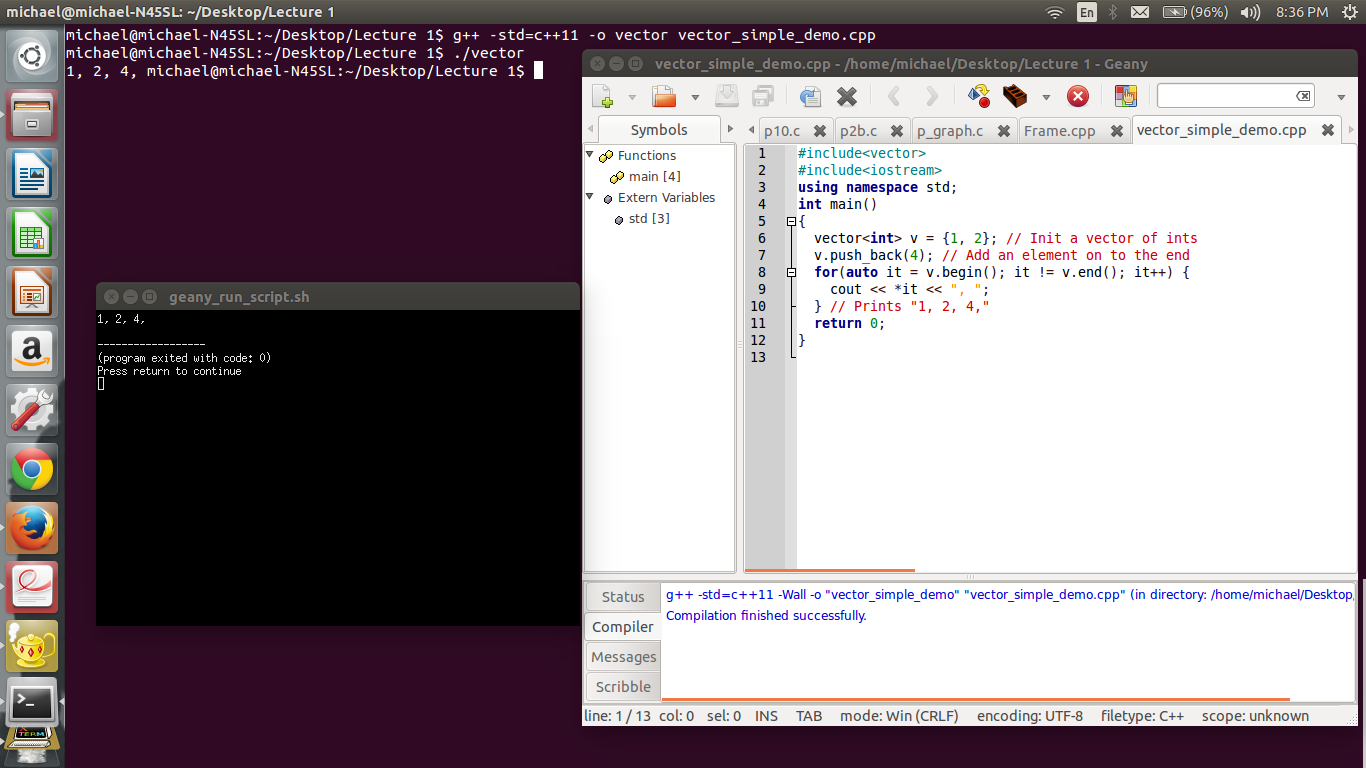 michael@michael-N45SL: ~/Desktop/Lecture 1
En
(96%)
8:36 PM
michael@michael-N45SL:~/Desktop/Lecture 1$ g++ -std=c++11 -o vector vector_simple_demo.cpp
michael@michael-N45SL:~/Desktop/Lecture 1$ ./vector
1, 2, 4, michael@michael-N45SL:~/Desktop/Lecture 1$
geany_run_script.sh
1, 2, 4,
------------------
(program exited with code: 0)
Press return to continue
vector_simple_demo.cpp - /home/michael/Desktop/Lecture 1 - Geany
Symbols
p10.c
p2b.c
p_graph.c
Frame.cpp
vector_simple_demo.cpp
Functions
main [4]
Extern Variables
std [3]
1 #include<vector>
2 #include<iostream>
3 using namespace std;
4 int main()
5 {
6 vector<int> v = {1, 2}; // Init a vector of ints
7 v.push_back(4); // Add an element on to the end
8 for(auto it = v.begin(); it != v.end(); it++) {
9 cout << *it << ", ";
10 } // Prints "1, 2, 4,"
11 return 0;
12 }
13
Status
Compiler
Messages
Scribble
g++ -std=c++11 -Wall -o "vector_simple_demo" "vector_simple_demo.cpp" (in directory: /home/michael/Desktop,
Compilation finished successfully.
line: 1 / 13 col: 0 sel: 0 INS TAB mode: Win (CRLF) encoding: UTF-8 filetype: C++ scope: unknown
a
>_
TERM